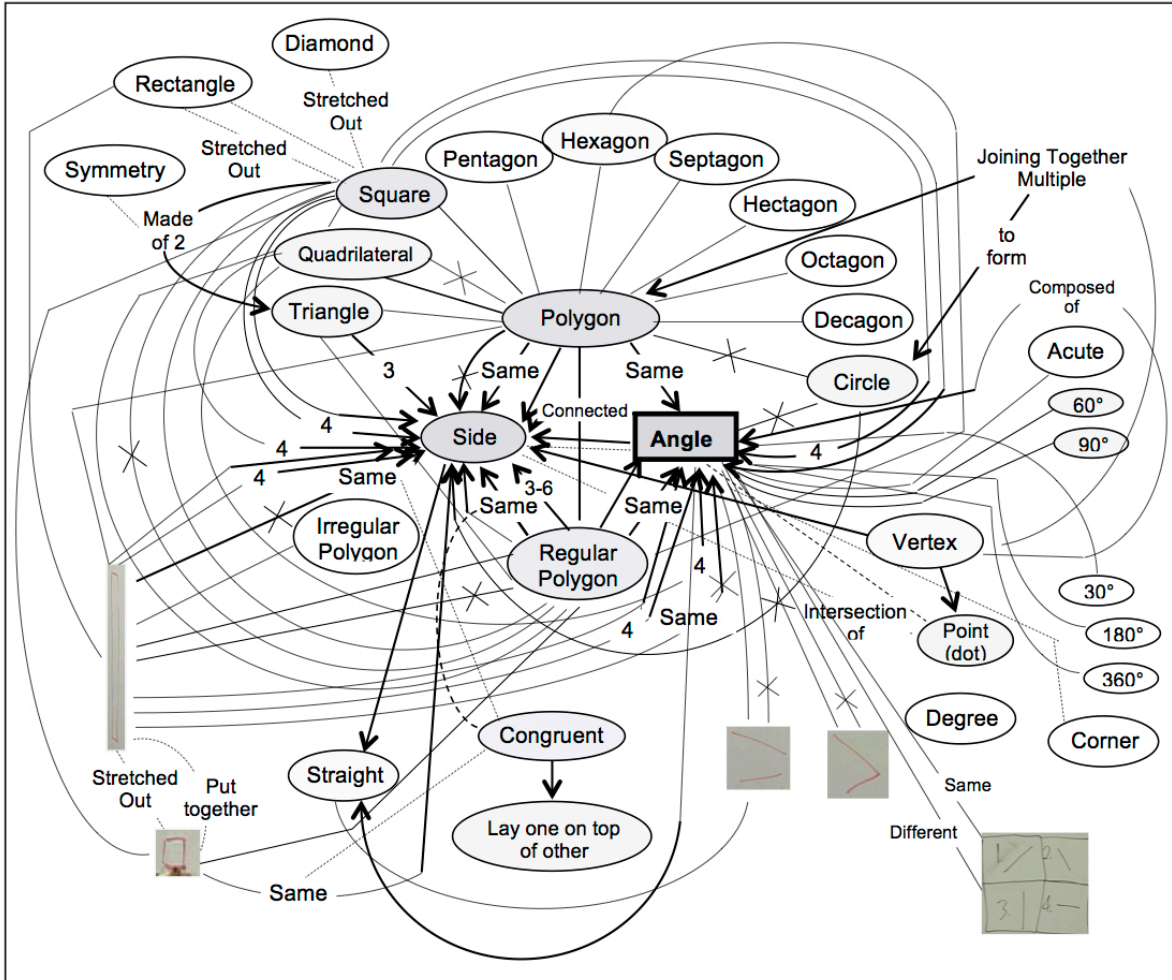 Diamond
Rectangle
Stretched
Out
Hexagon
Stretched
Out
Pentagon
Septagon
Joining Together
Multiple
Symmetry
Square
Hectagon
Made
of 2
to
form
Quadrilateral
Octagon
Composed
of
Triangle
Polygon
Decagon
Acute
3
Same
Same
Circle
60°
Connected
4
Side
Angle
4
90°
4
4
Same
3-6
Same
Same
Irregular
Polygon
Regular
Polygon
4
Vertex
30°
4
Same
Intersection
of
Point
(dot)
180°
360°
Degree
Congruent
Corner
Stretched
Out
Put
together
Straight
Same
Lay one on top
of other
Different
Same
3.